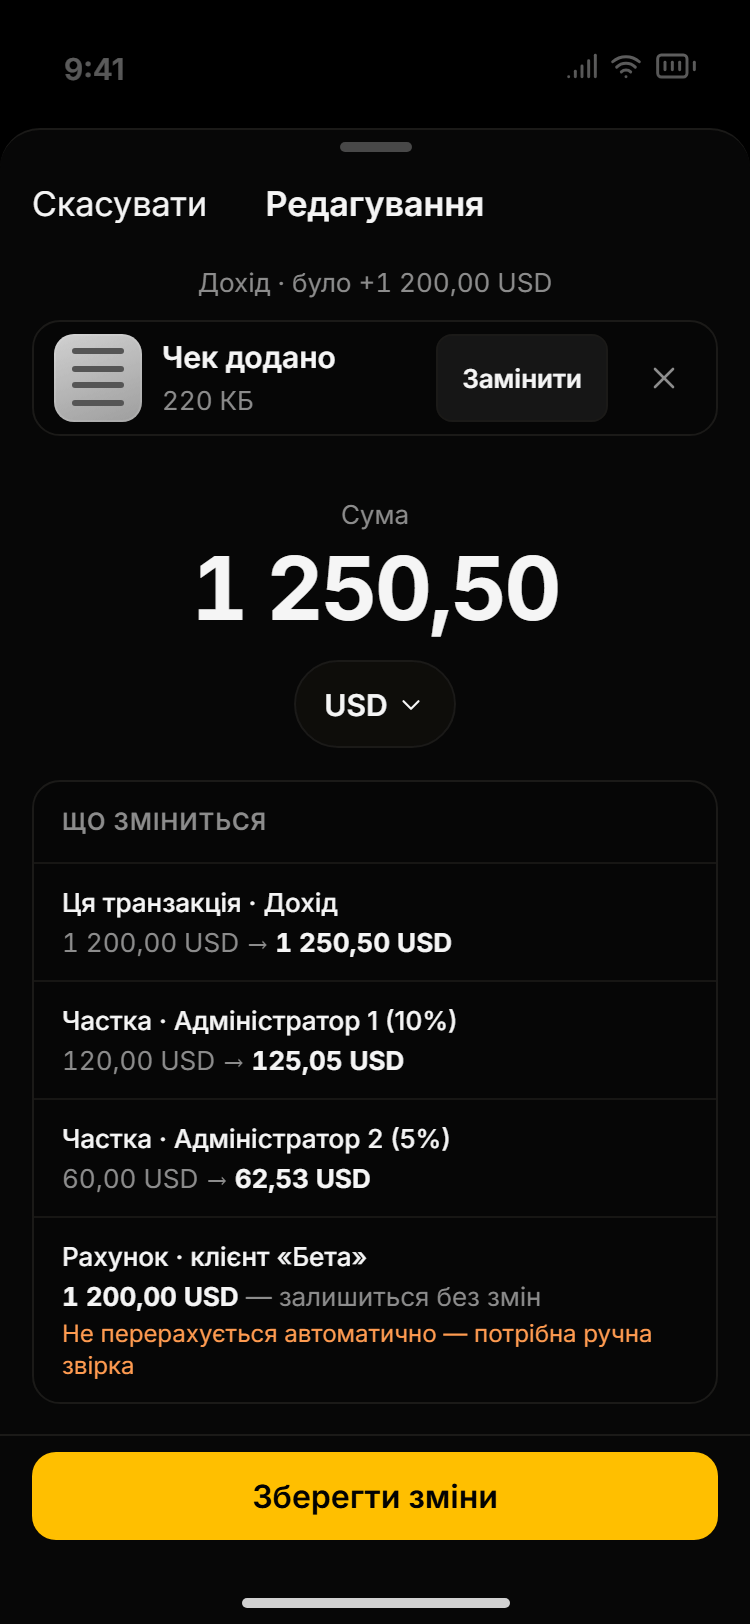 9:41
Скасувати Редагування
Дохід · було +1 200,00 USD
Чек додано
220 КБ
Замінити
Сума
1 250,50
USD
ЩО ЗМІНИТЬСЯ
Ця транзакція · Дохід
1 200,00 USD → 1 250,50 USD
Частка · Адміністратор 1 (10%)
120,00 USD → 125,05 USD
Частка · Адміністратор 2 (5%)
60,00 USD → 62,53 USD
Рахунок · клієнт «Бета»
1 200,00 USD — залишиться без змін
Не перерахується автоматично — потрібна ручна
звірка
Зберегти зміни